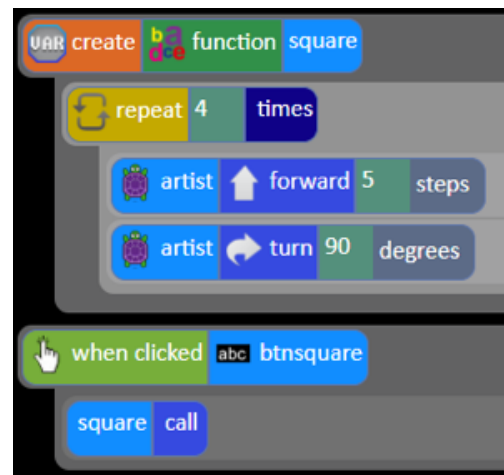 VAR create badce function square
repeat 4 times
artist forward 5 steps
artist turn 90 degrees
when clicked abc btnsquare
square call